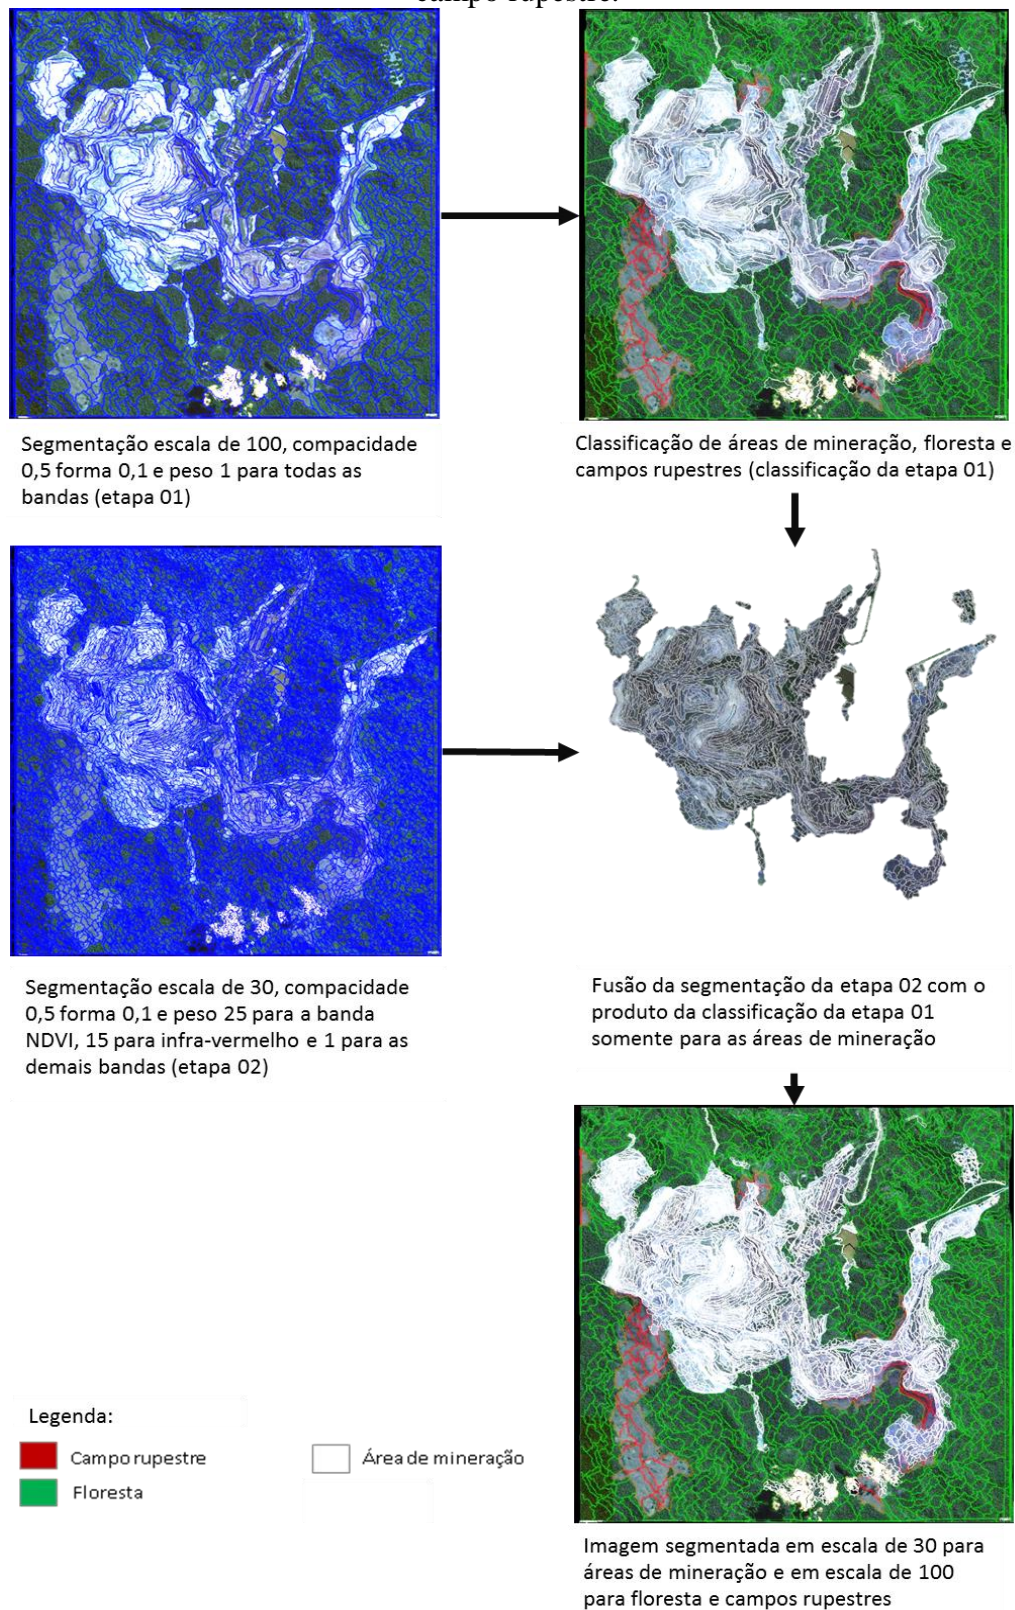 campo rupestre.
Segmentação escala de 100, compacidade
0,5 forma 0,1 e peso 1 para todas as
bandas (etapa 01)
Classificação de áreas de mineração, floresta e
campos rupestres (classificação da etapa 01)
Segmentação escala de 30, compacidade
0,5 forma 0,1 e peso 25 para a banda
NDVI, 15 para infra-vermelho e 1 para as
demais bandas (etapa 02)
Fusão da segmentação da etapa 02 com o
produto da classificação da etapa 01
somente para as áreas de mineração
Legenda:
Campo rupestre
Área de mineração
Floresta
Imagem segmentada em escala de 30 para
áreas de mineração e em escala de 100
para floresta e campos rupestres